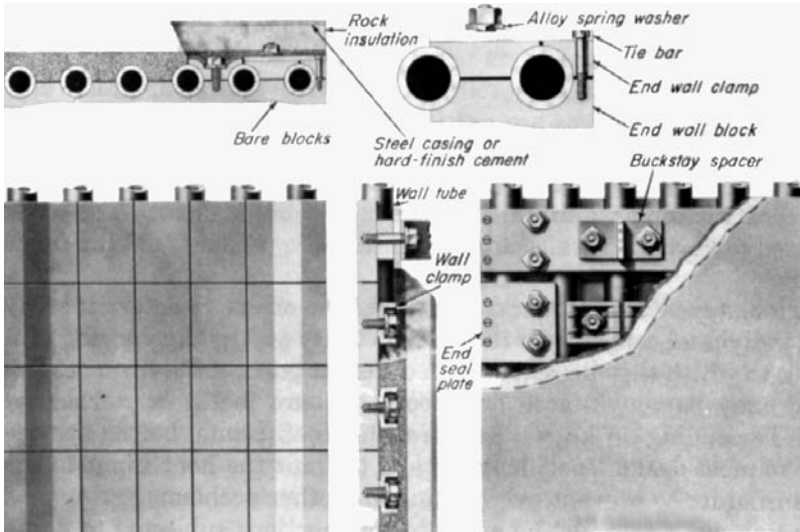 Rock
insulation
Bare blocks
Steel casing or
hard-finish cement
Alloy spring washer
Tie bar
End wall clamp
End wall block
Buckstay spacer
Wall tube
Wall
clamp
End
seal
plate